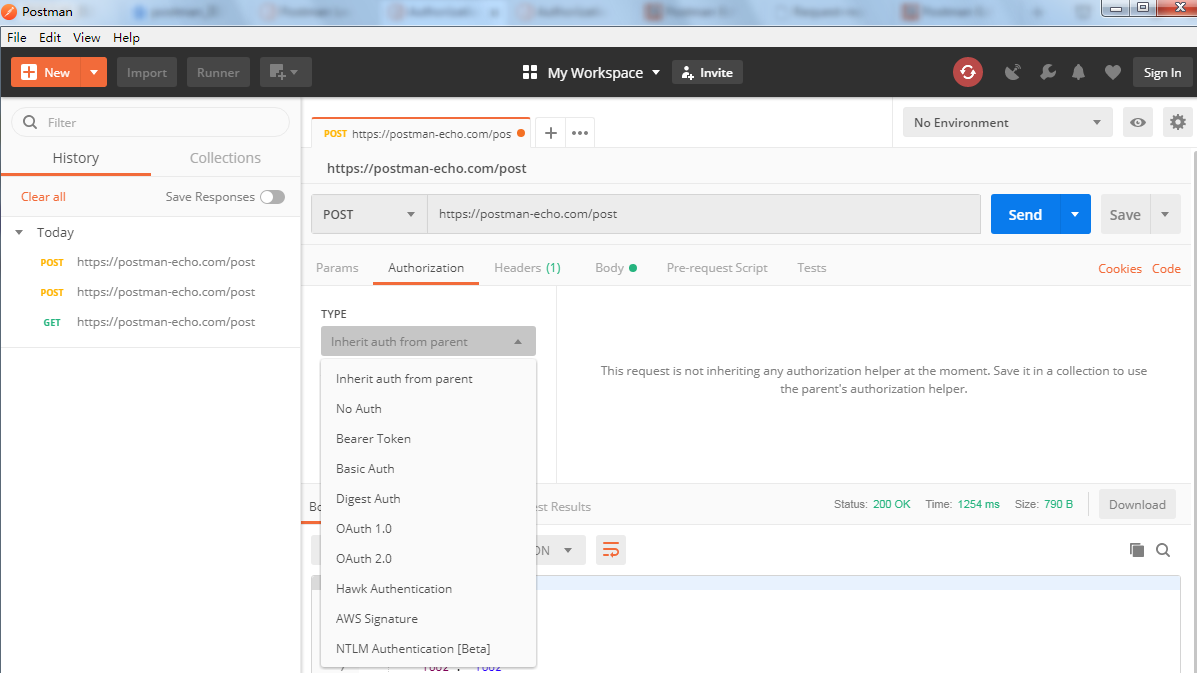 Postman
File Edit View Help
New Import Runner My Workspace Invite Sign In
Filter
History Collections
Clear all Save Responses
Today
POST https://postman-echo.com/post
POST https://postman-echo.com/post
GET https://postman-echo.com/post
POST https://postman-echo.com/pos
No Environment
https://postman-echo.com/post
POST https://postman-echo.com/post Send Save
Params Authorization Headers (1) Body Pre-request Script Tests Cookies Code
TYPE
Inherit auth from parent
Inherit auth from parent
No Auth
Bearer Token
Basic Auth
Digest Auth
OAuth 1.0
OAuth 2.0
Hawk Authentication
AWS Signature
NTLM Authentication [Beta]
This request is not inheriting any authorization helper at the moment. Save it in a collection to use
the parent's authorization helper.
est Results Status: 200 OK Time: 1254 ms Size: 790 B Download
ON